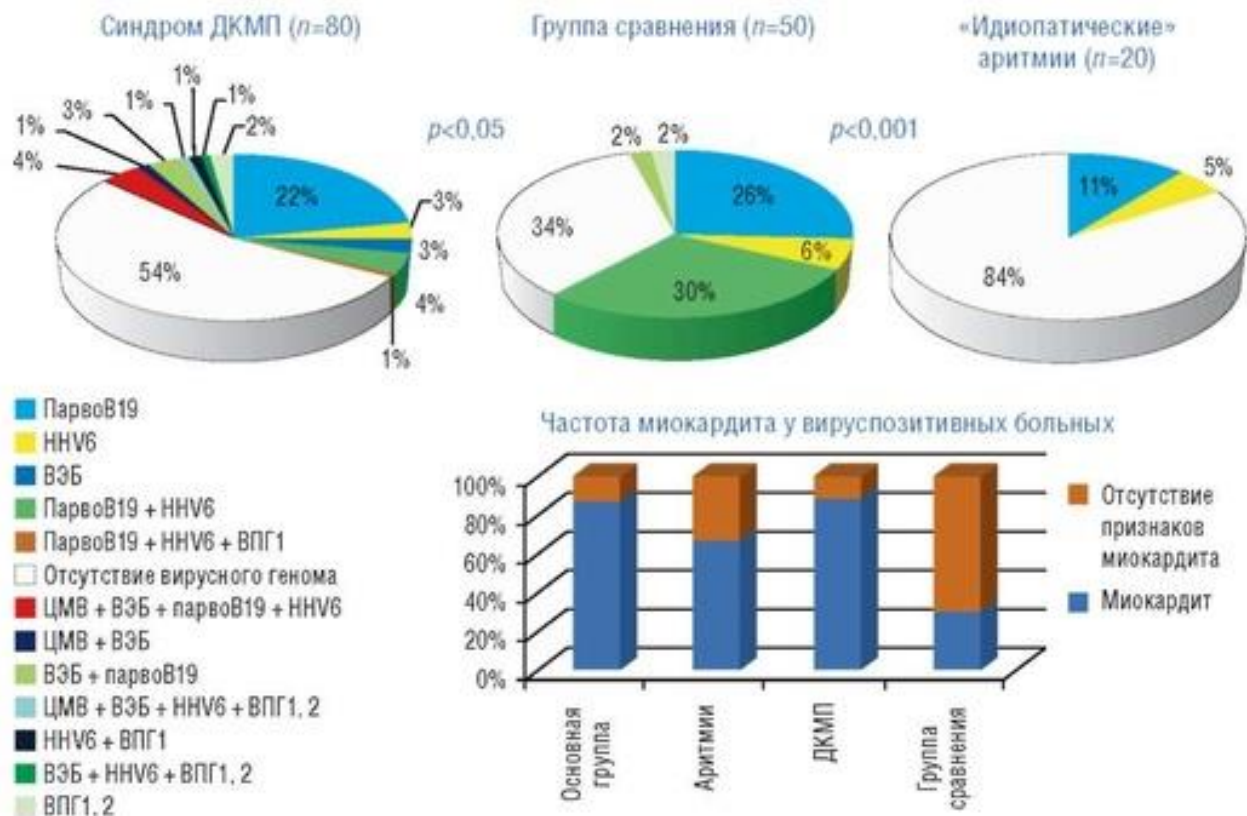 Синдром ДКМП (n=80)
Группа сравнения (n=50)
«Идиопатические»
аритмии (n=20)
1%
1%
1%
3%
2%
1%
4%
22%
3%
3%
54%
4%
1%
p<0,05
2%
2%
26%
34%
6%
30%
p<0,001
11%
5%
84%
ПарвоВ19
HHV6
ВЭБ
ПарвоВ19 + HHV6
ПарвоВ19 + HHV6 + ВПГ1
Отсутствие вирусного генома
ЦМВ + ВЭБ + парвоВ19 + HHV6
ЦМВ + ВЭБ
ВЭБ + парвоВ19
ЦМВ + ВЭБ + HHV6 + ВПГ1, 2
HHV6 + ВПГ1
ВЭБ + HHV6 + ВПГ1, 2
ВПГ1, 2
Частота миокардита у вируспозитивных больных
100%
80%
60%
40%
20%
0%
Основная
группа
Аритмии
ДКМП
Группа
сравнения
Отсутствие
признаков
миокардита
Миокардит